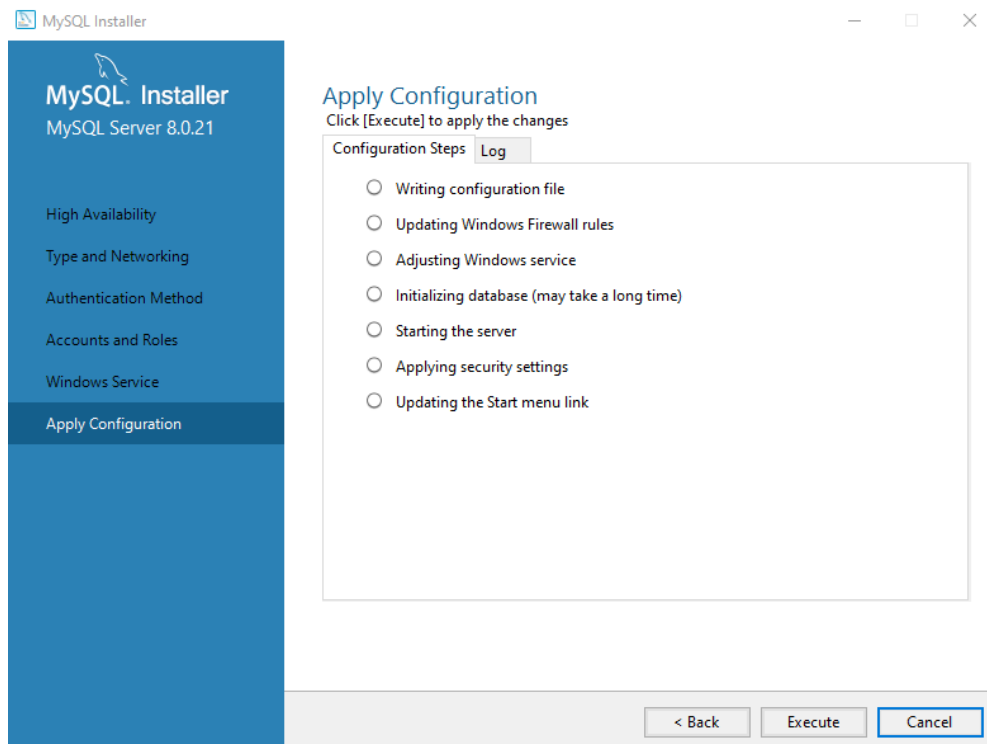 MySQL Installer
MySQL. Installer
MySQL Server 8.0.21
High Availability
Type and Networking
Authentication Method
Accounts and Roles
Windows Service
Apply Configuration
Apply Configuration
Click [Execute] to apply the changes
Configuration Steps Log
Writing configuration file
Updating Windows Firewall rules
Adjusting Windows service
Initializing database (may take a long time)
Starting the server
Applying security settings
Updating the Start menu link
< Back Execute Cancel